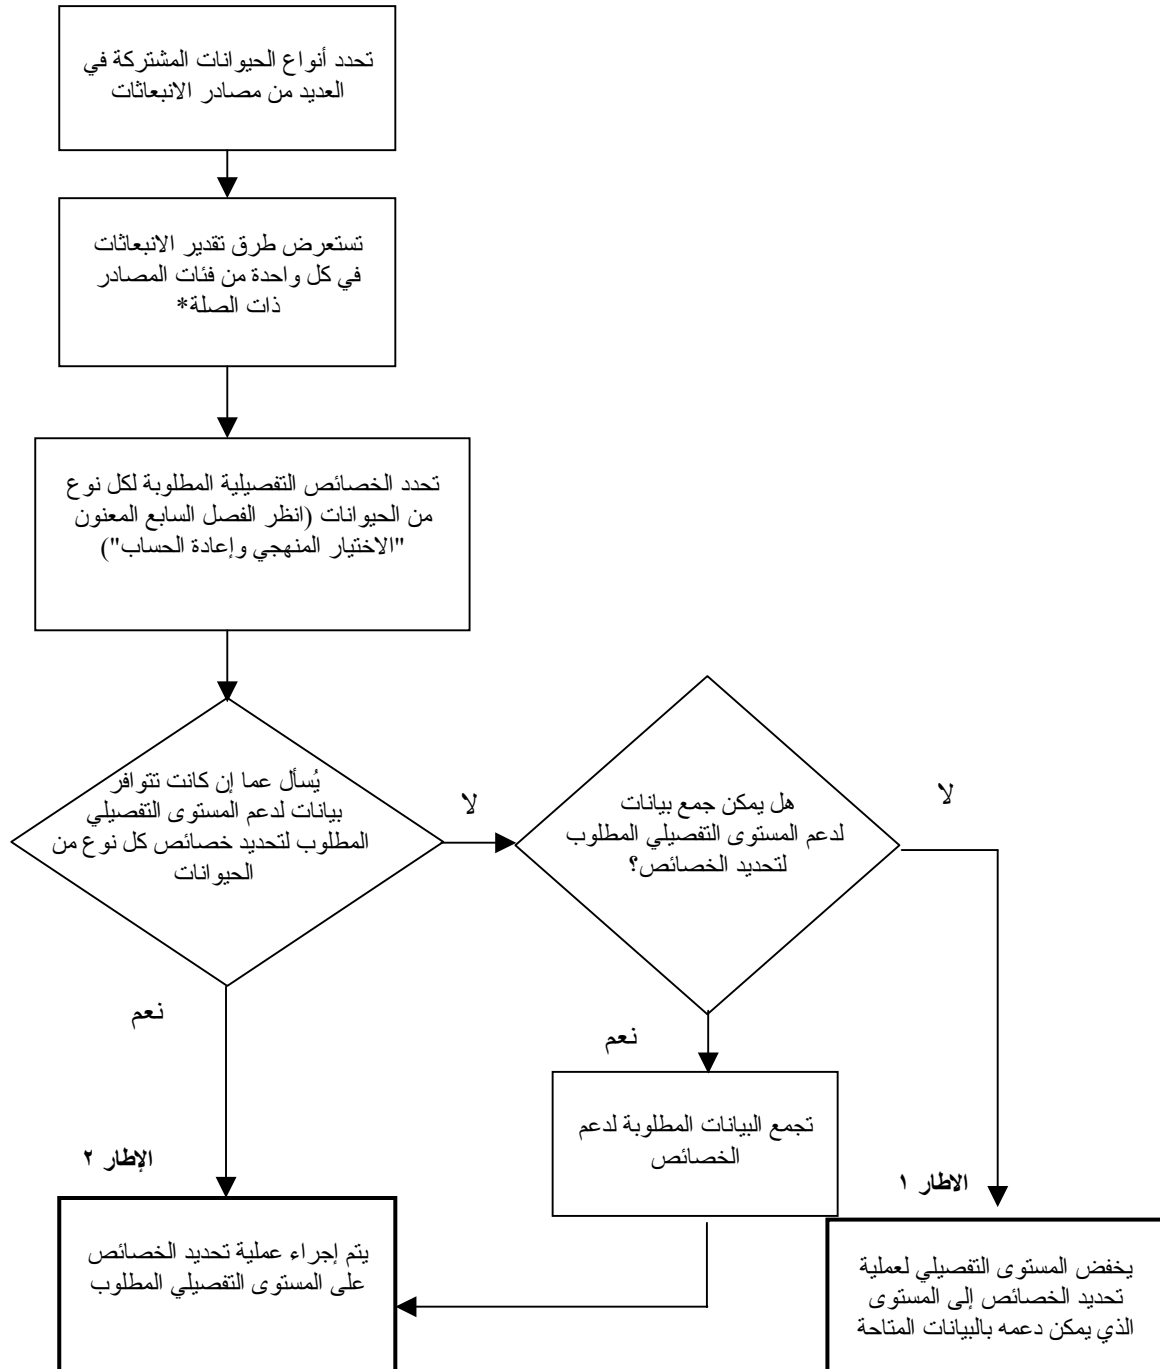 تحدد أنواع الحيوانات المشتركة في
العديد من مصادر الانبعاثات
تستعرض طرق تقدير الانبعاثات
في كل واحدة من فئات المصادر
ذات الصلة*
تحدد الخصائص التفصيلية المطلوبة لكل نوع
من الحيوانات (انظر الفصل السابع المعنون
"الاختيار المنهجي وإعادة الحساب")
يُسأل عما إن كانت تتوافر
بيانات لدعم المستوى التفصيلي
المطلوب لتحديد خصائص كل نوع من
الحيوانات
لا
هل يمكن جمع بيانات
لدعم المستوى التفصيلي المطلوب
لتحديد الخصائص؟
لا
نعم
نعم
تجمع البيانات المطلوبة لدعم
الخصائص
الإطار ٢
يتم إجراء عملية تحديد الخصائص
على المستوى التفصيلي المطلوب
الاطار ١
يخفض المستوى التفصيلي لعملية
تحديد الخصائص إلى المستوى
الذي يمكن دعمه بالبيانات المتاحة